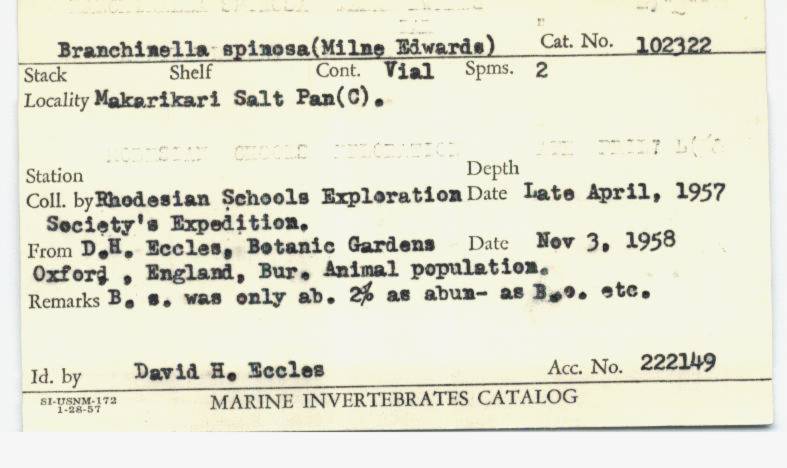 Branchinella spinosa(Milne Edwards) Cat. No. 102322
Stack Shelf Cont. Vial Spms. 2
Locality Makarikari Salt Pan(C).
Station Depth
Coll. by Rhodesian Schools Exploration Date Late April, 1957
Society's Expedition.
From D.H. Eccles, Botanic Gardens Date Nov 3, 1958
Oxford , England, Bur. Animal population.
Remarks B. s. was only ab. 2% as abun- as B.o. etc.
Id. by David H. Eccles Acc. No. 222149
SI-USNM-172
1-28-57
MARINE INVERTEBRATES CATALOG